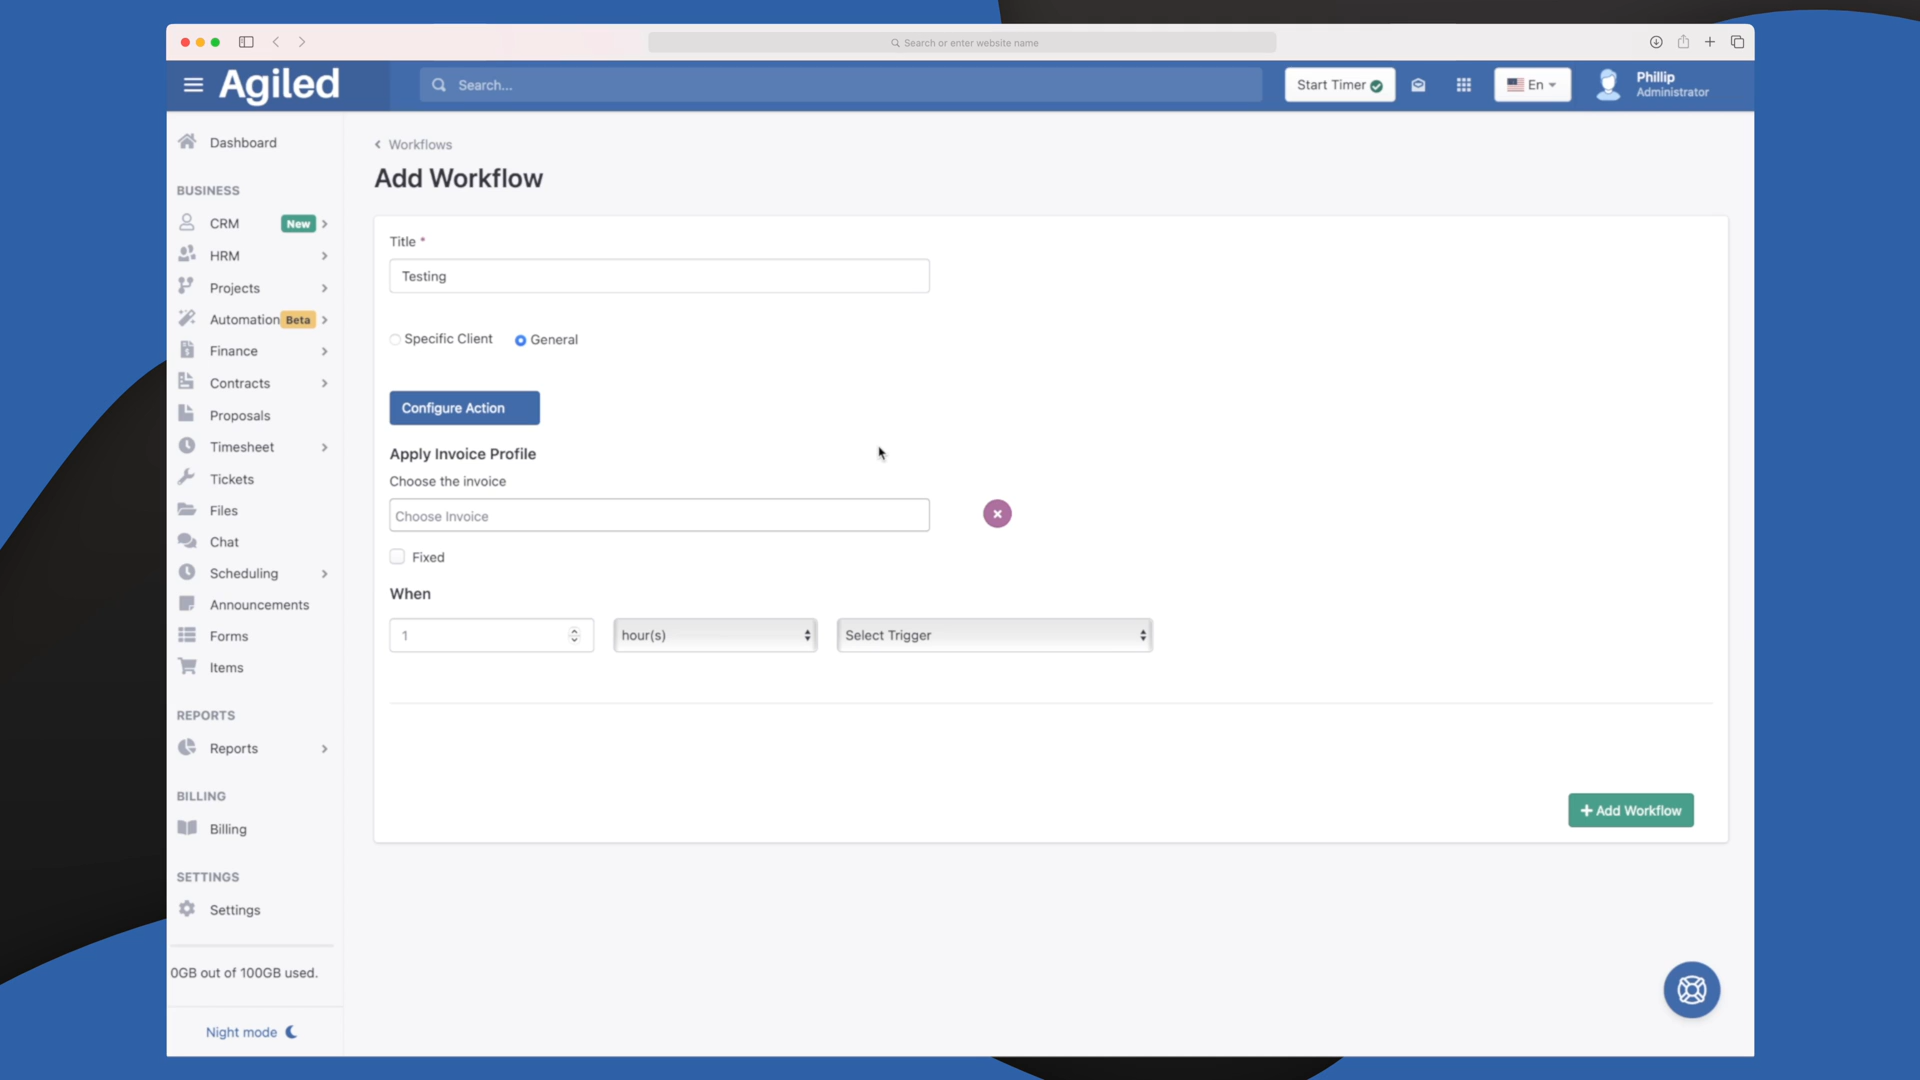 Search or enter website name
Agiled
Search...
Start Timer
En
Phillip
Administrator
Dashboard
BUSINESS
CRM New
HRM
Projects
Automation Beta
Finance
Contracts
Proposals
Timesheet
Tickets
Files
Chat
Scheduling
Announcements
Forms
Items
REPORTS
Reports
BILLING
Billing
SETTINGS
Settings
0GB out of 100GB used.
Night mode
Workflows
Add Workflow
Title *
Testing
Specific Client General
Configure Action
Apply Invoice Profile
Choose the invoice
Choose Invoice
Fixed
When
1 hour(s) Select Trigger
+ Add Workflow